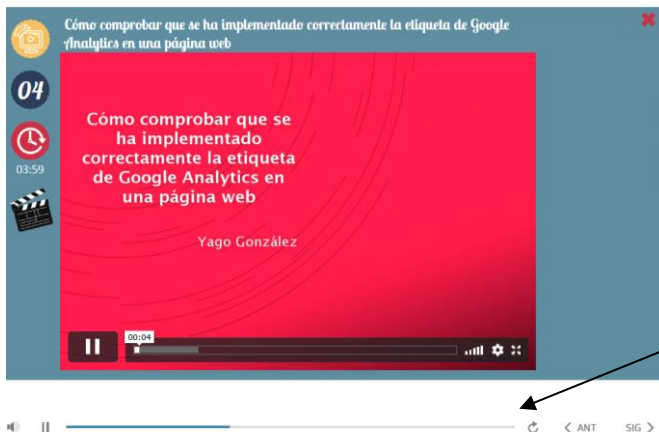 Cómo comprobar que se ha implementado correctamente la etiqueta de Google
Analytics en una página web
04
03:59
Cómo comprobar que se
ha implementado
correctamente la etiqueta
de Google Analytics en
una página web
Yago González
00:04
ANT
SIG